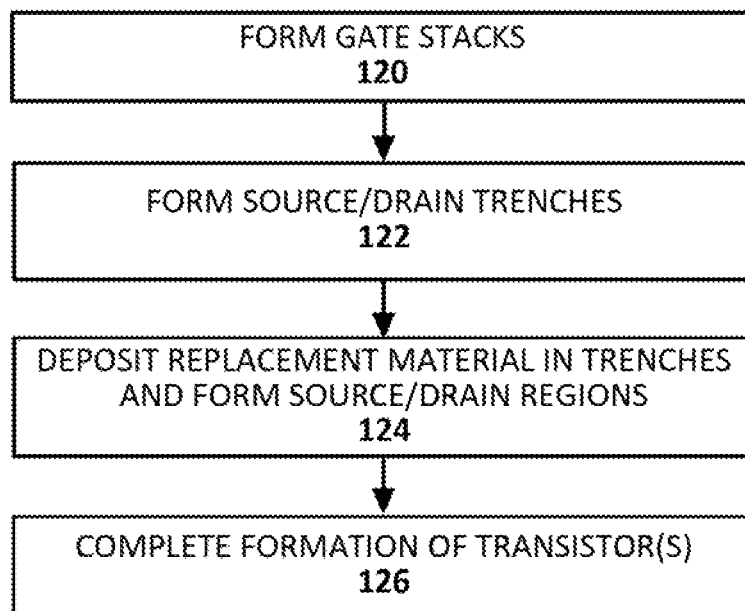 FORM GATE STACKS
120
FORM SOURCE/DRAIN TRENCHES
122
DEPOSIT REPLACEMENT MATERIAL IN TRENCHES
AND FORM SOURCE/DRAIN REGIONS
124
COMPLETE FORMATION OF TRANSISTOR(S)
126